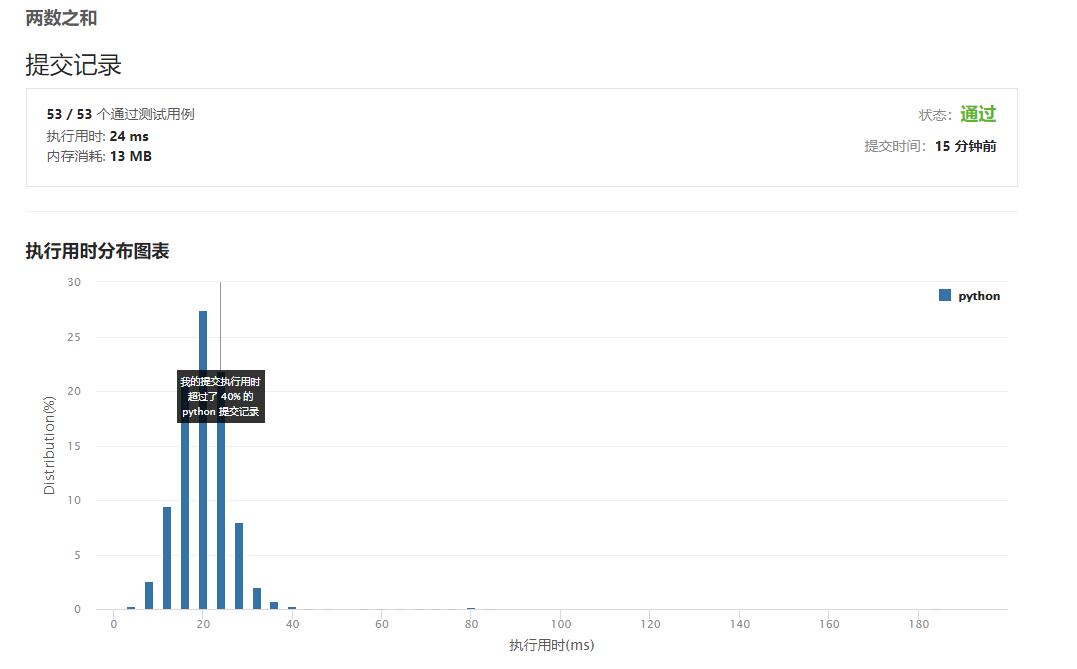 两数之和
提交记录
53 / 53 个通过测试用例
状态: 通过
执行用时: 24 ms
提交时间: 15 分钟前
内存消耗: 13 MB
执行用时分布图表
30
python
25
我的提交执行用时
超过了 40% 的
python 提交记录
20
Distribution(%)
15
10
5
0
0 20 40 60 80 100 120 140 160 180
执行用时(ms)